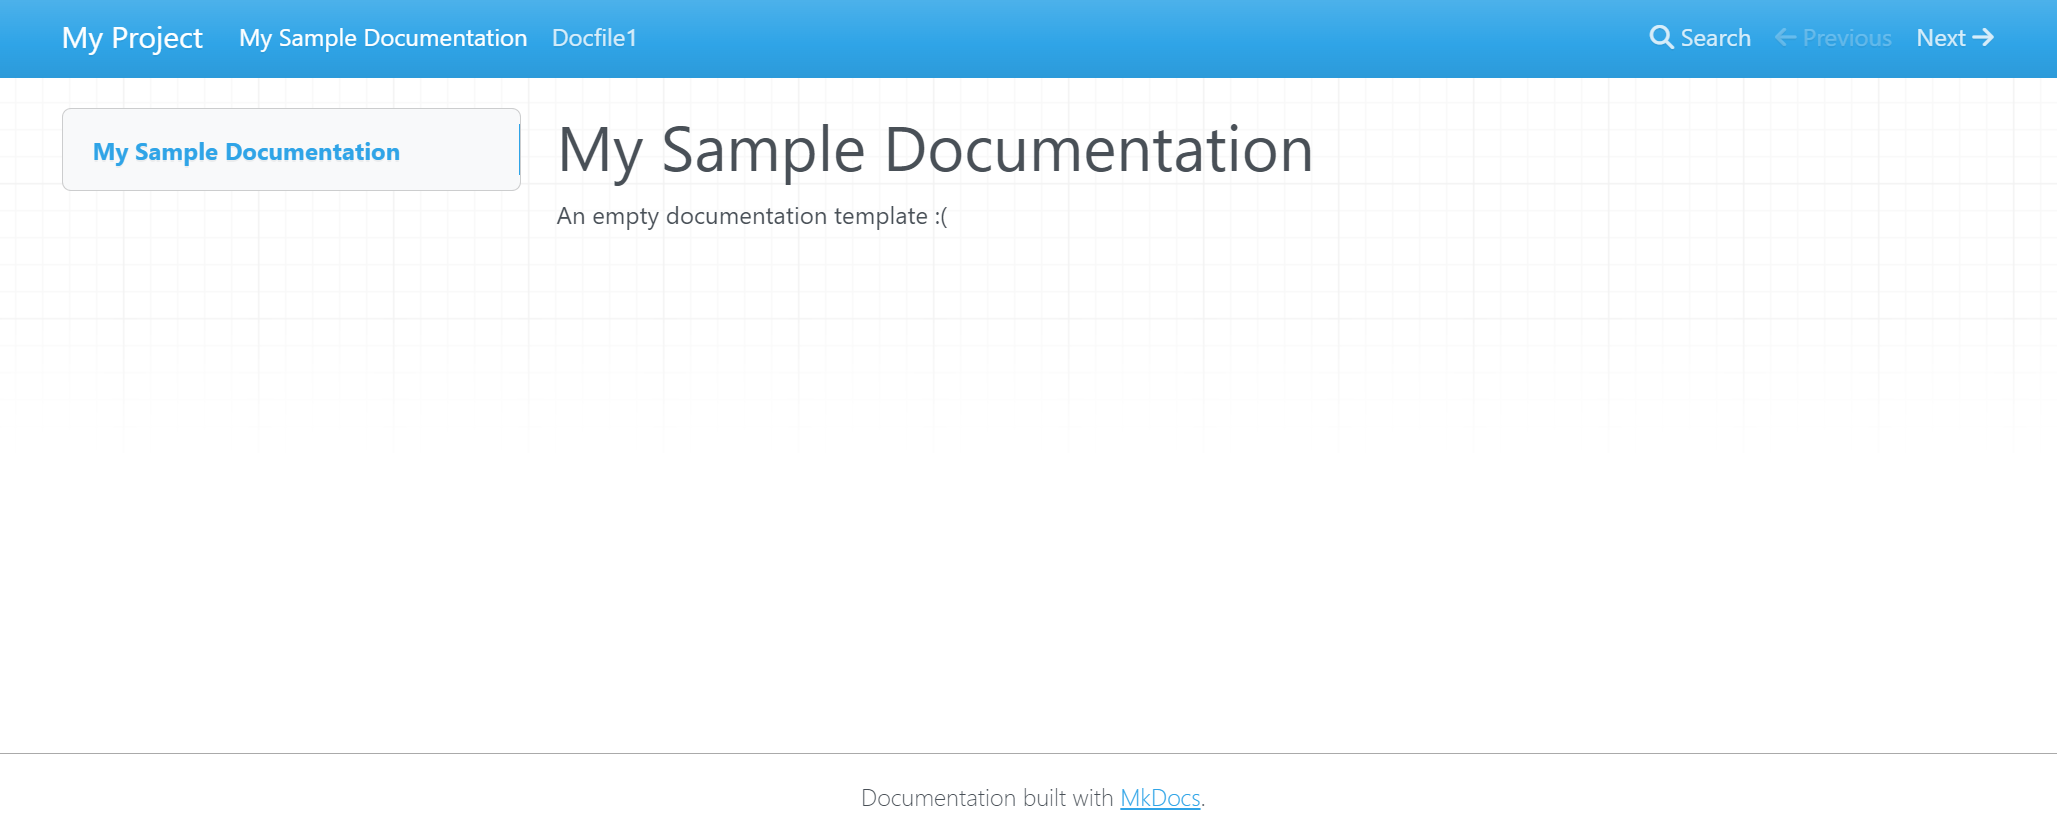 My Project My Sample Documentation Docfile1 Search Previous Next
My Sample Documentation
My Sample Documentation
An empty documentation template :(
Documentation built with MkDocs.